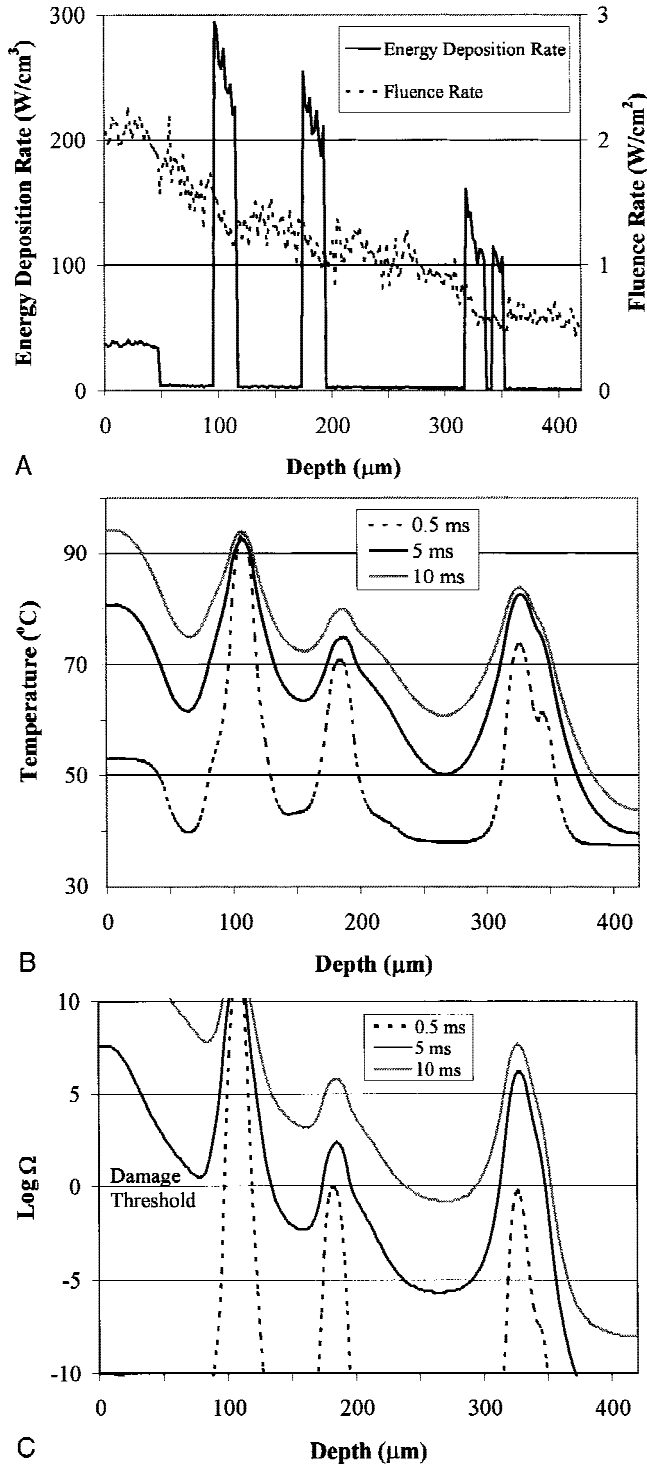 300
200
100
0
Energy Deposition Rate (W/cm³)
Energy Deposition Rate
Fluence Rate
3
2
1
0
Fluence Rate (W/cm²)
0 100 200 300 400
Depth (μm)
A
90
70
50
30
Temperature (°C)
0.5 ms
5 ms
10 ms
0 100 200 300 400
Depth (μm)
B
10
5
0
-5
-10
Log Ω
0.5 ms
5 ms
10 ms
Damage
Threshold
0 100 200 300 400
Depth (μm)
C